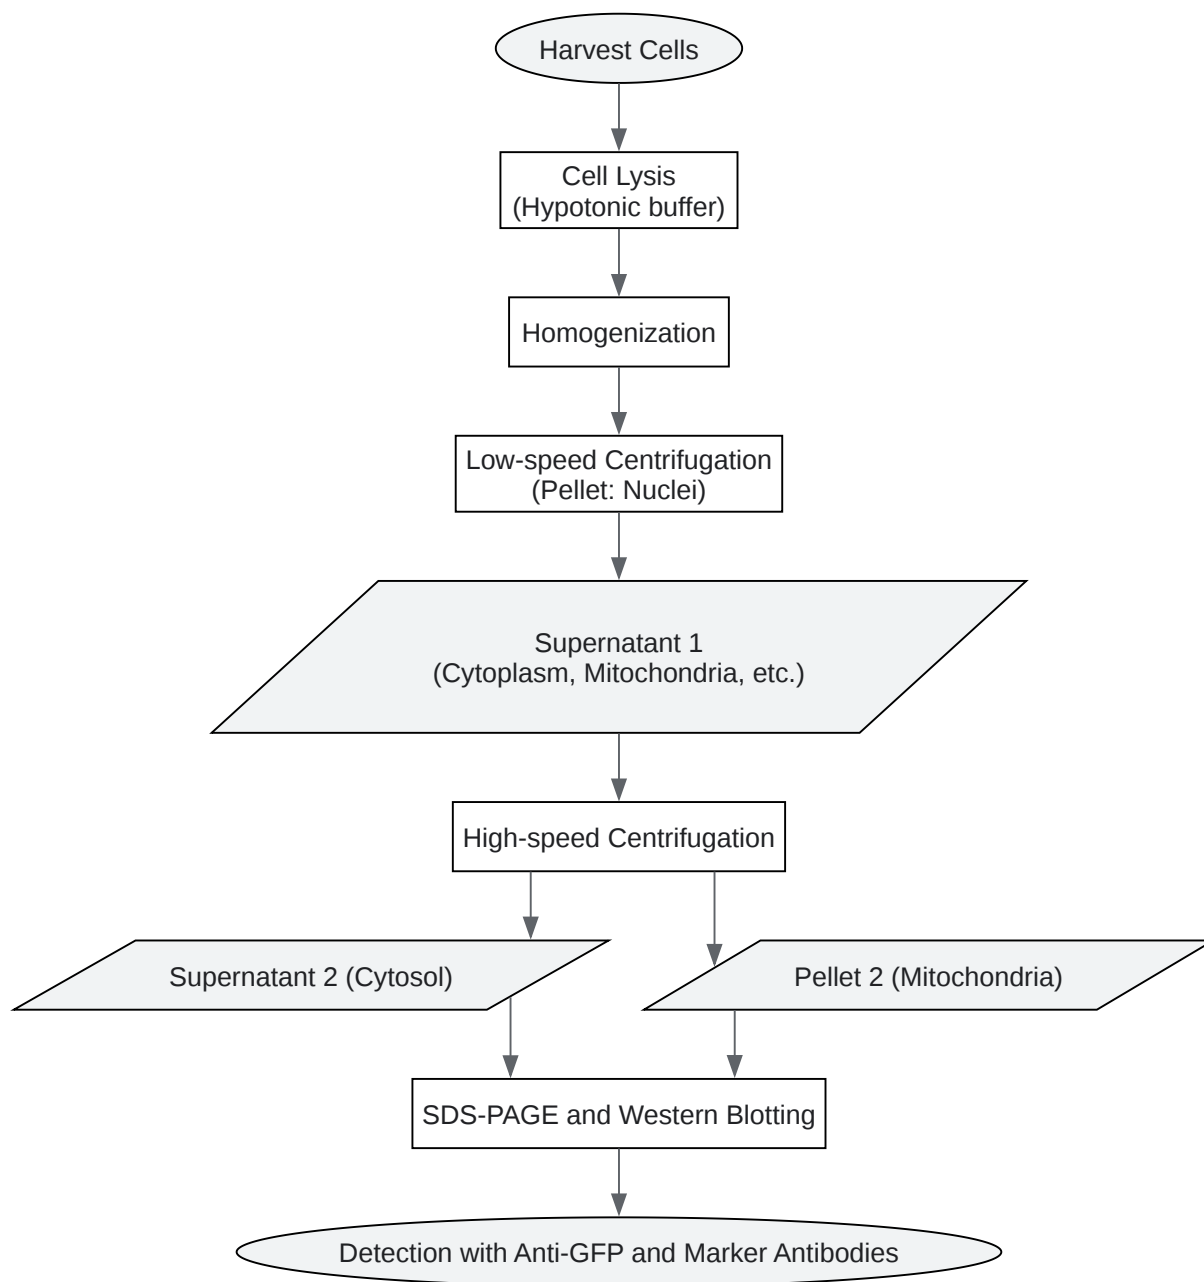 Harvest Cells
Cell Lysis
(Hypotonic buffer)
Homogenization
Low-speed Centrifugation
(Pellet: Nuclei)
Supernatant 1
(Cytoplasm, Mitochondria, etc.)
High-speed Centrifugation
Supernatant 2 (Cytosol)
Pellet 2 (Mitochondria)
SDS-PAGE and Western Blotting
Detection with Anti-GFP and Marker Antibodies